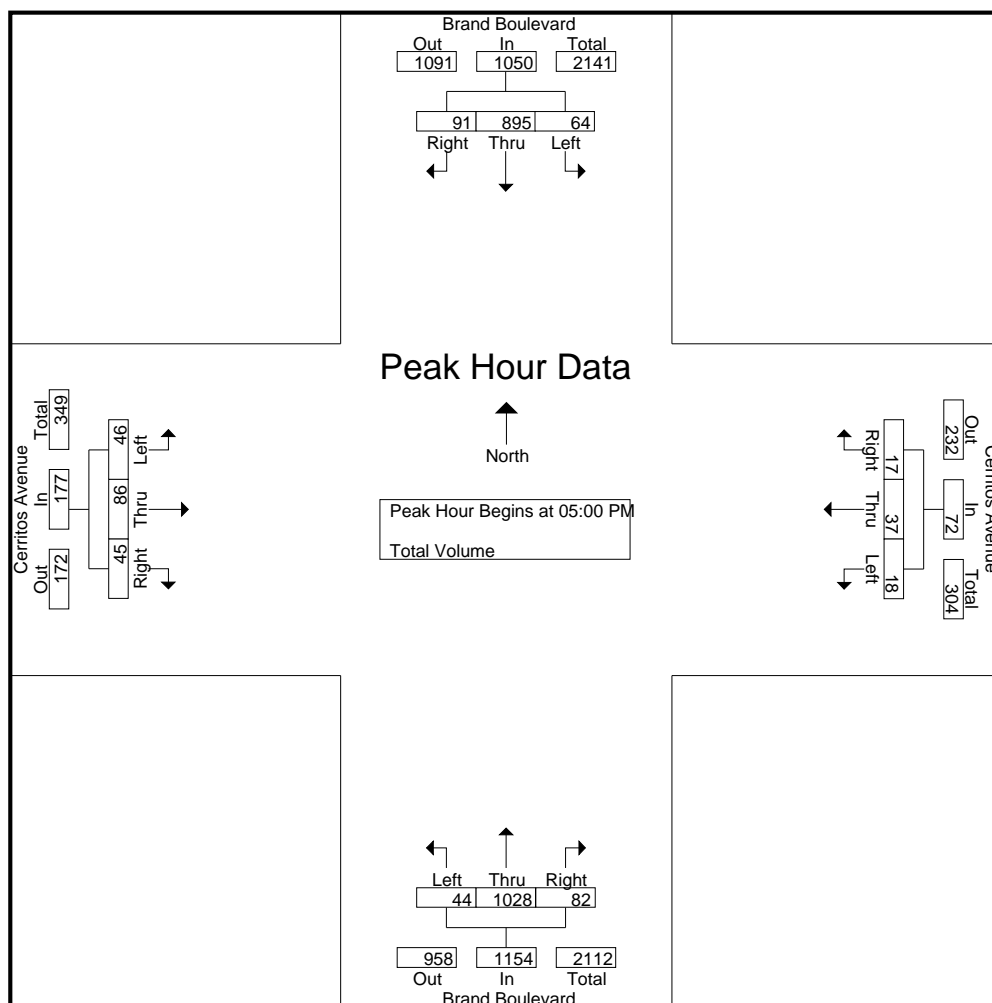 Brand Boulevard
Out In Total
1091 1050 2141
91 895 64
Right Thru Left
Peak Hour Data
North
Peak Hour Begins at 05:00 PM
Total Volume
Cerritos Avenue
Out In Total
172 177 349
46 86 45
Left Thru Right
Cerritos Avenue
Out In Total
232 72 304
17 37 18
Right Thru Left
Left Thru Right
44 1028 82
958 1154 2112
Out In Total
Brand Boulevard